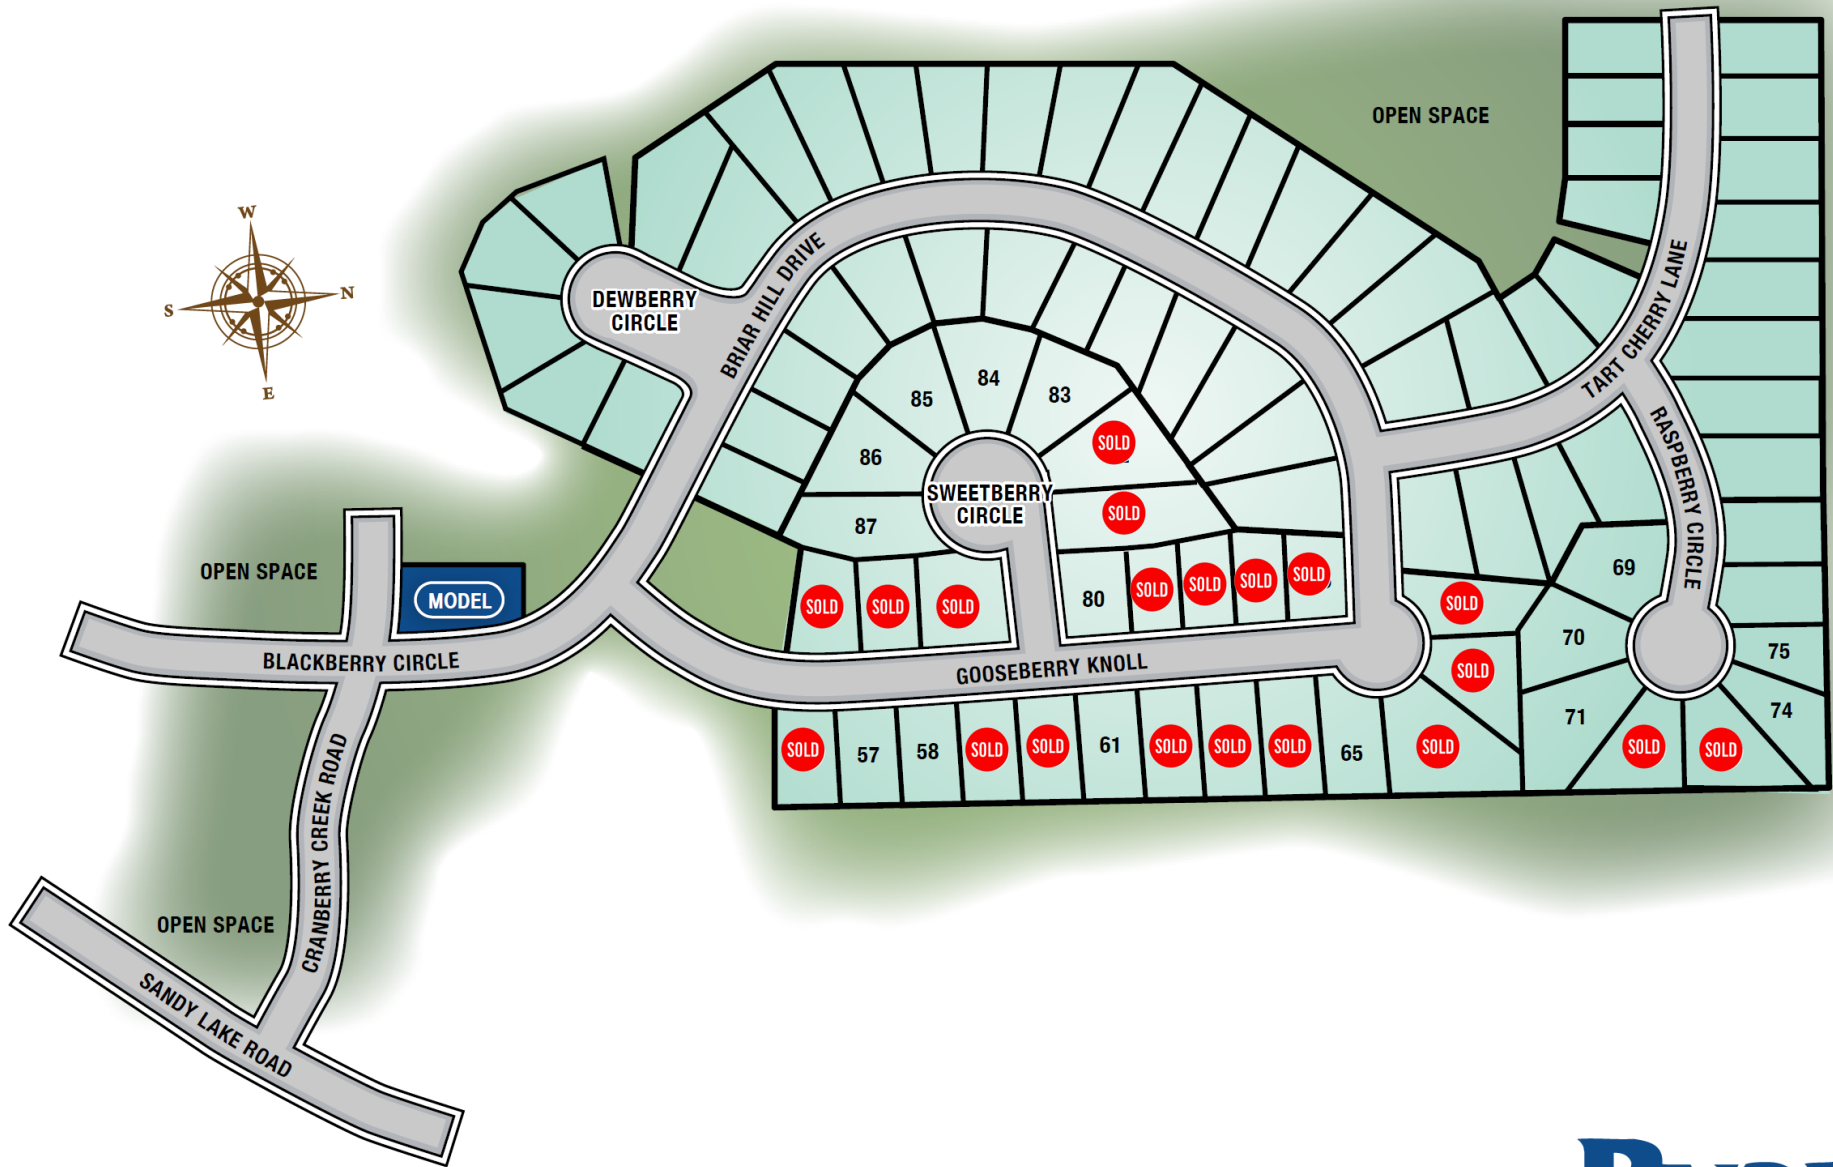 OPEN SPACE
W
S
N
E
DEWBERRY
CIRCLE
BRIAR HILL DRIVE
TART CHERRY LANE
RASPBERRY CIRCLE
85
84
83
SOLD
86
SWEETBERRY
CIRCLE
SOLD
87
OPEN SPACE
MODEL
SOLD
SOLD
SOLD
80
SOLD
SOLD
SOLD
SOLD
SOLD
69
70
75
BLACKBERRY CIRCLE
GOOSEBERRY KNOLL
SOLD
71
74
SOLD
57
58
SOLD
SOLD
61
SOLD
SOLD
SOLD
65
SOLD
SOLD
SOLD
CRANBERRY CREEK ROAD
OPEN SPACE
SANDY LAKE ROAD